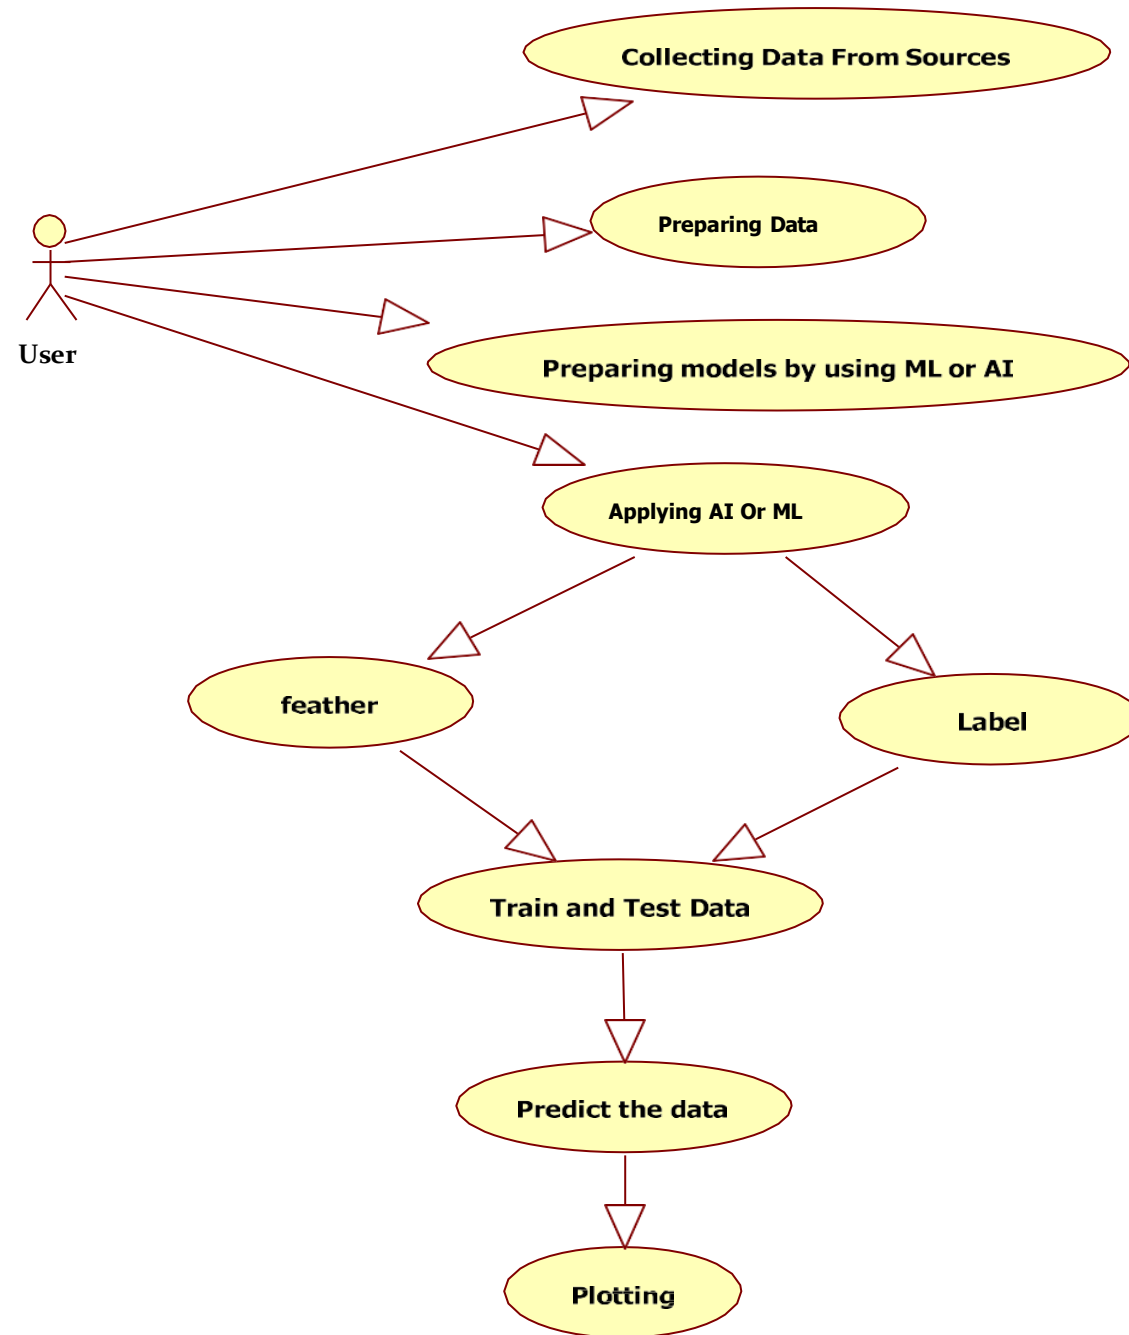 Collecting Data From Sources
Preparing Data
User
Preparing models by using ML or AI
Applying AI Or ML
feather
Label
Train and Test Data
Predict the data
Plotting